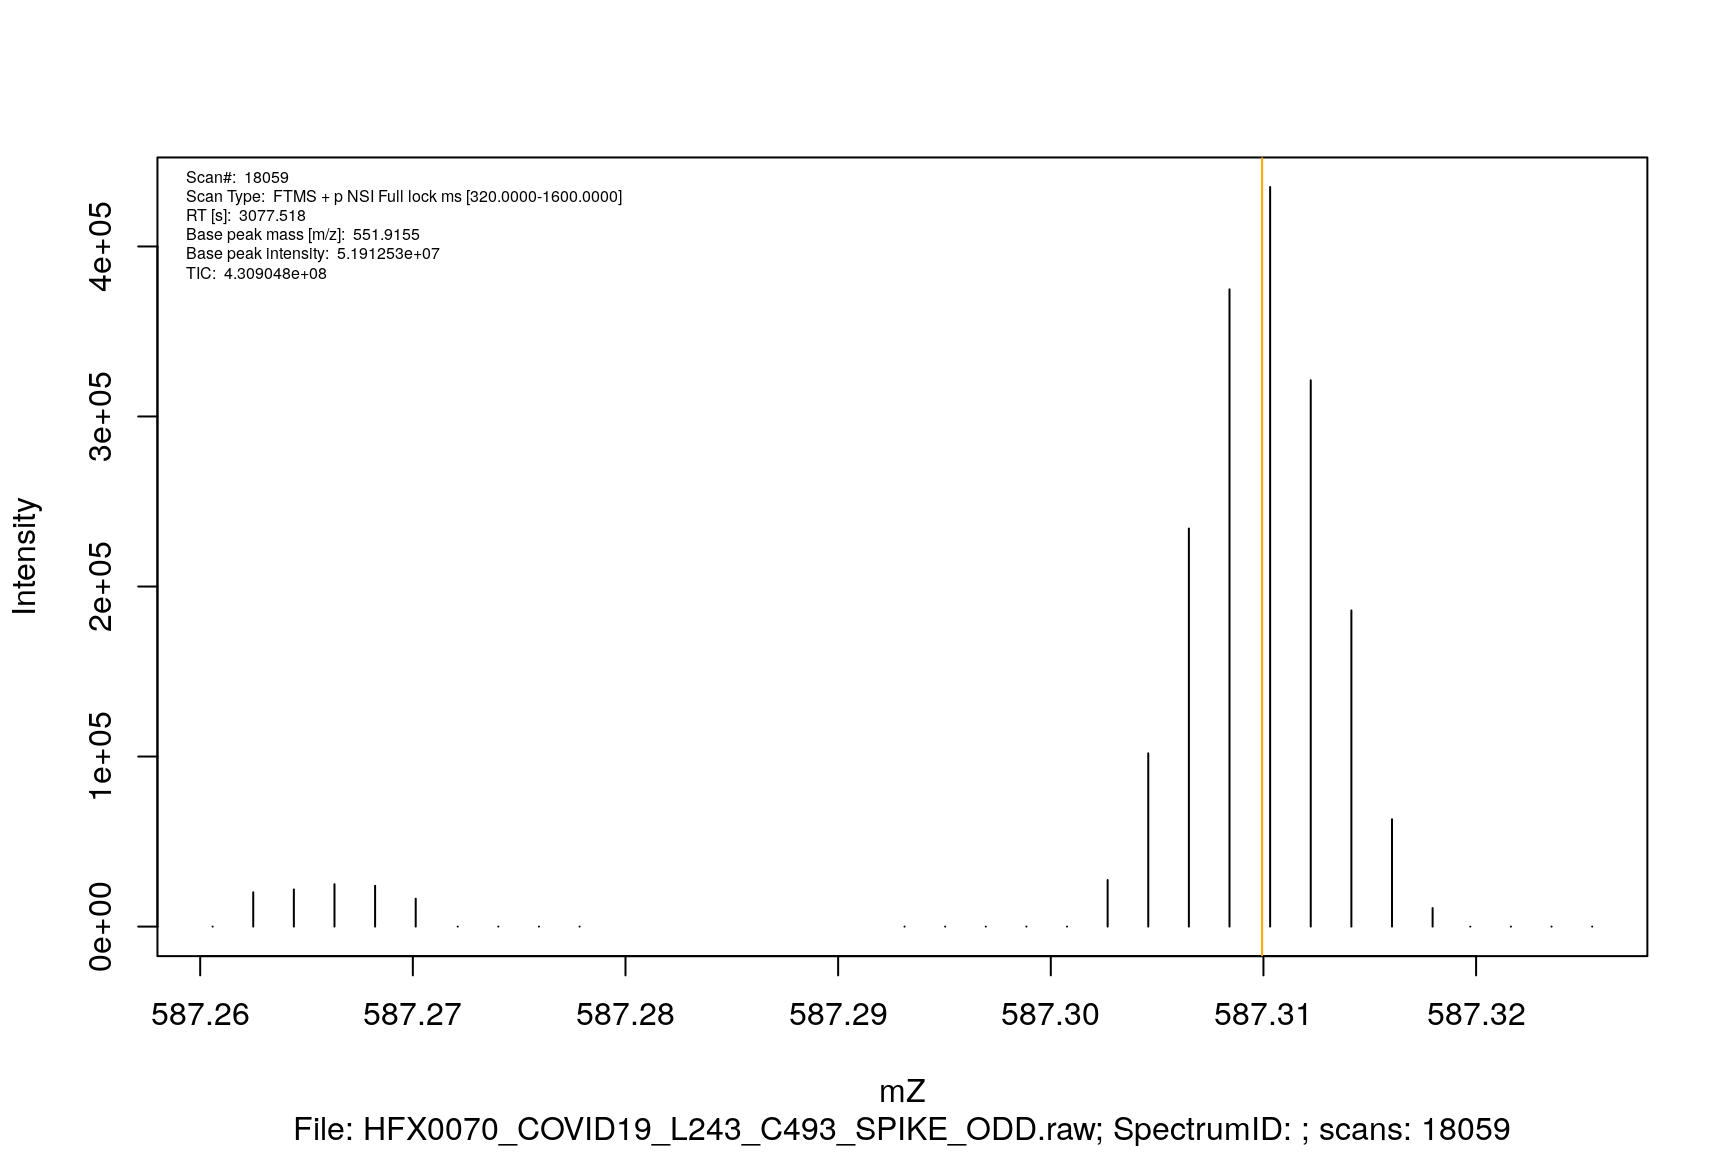 Scan#: 18059
Scan Type: FTMS + p NSI Full lock ms [320.0000-1600.0000]
RT [s]: 3077.518
Base peak mass [m/z]: 551.9155
Base peak intensity: 5.191253e+07
TIC: 4.309048e+08
4e+05
3e+05
2e+05
1e+05
0e+00
Intensity
587.26 587.27 587.28 587.29 587.30 587.31 587.32
mZ
File: HFX0070_COVID19_L243_C493_SPIKE_ODD.raw; SpectrumID: ; scans: 18059